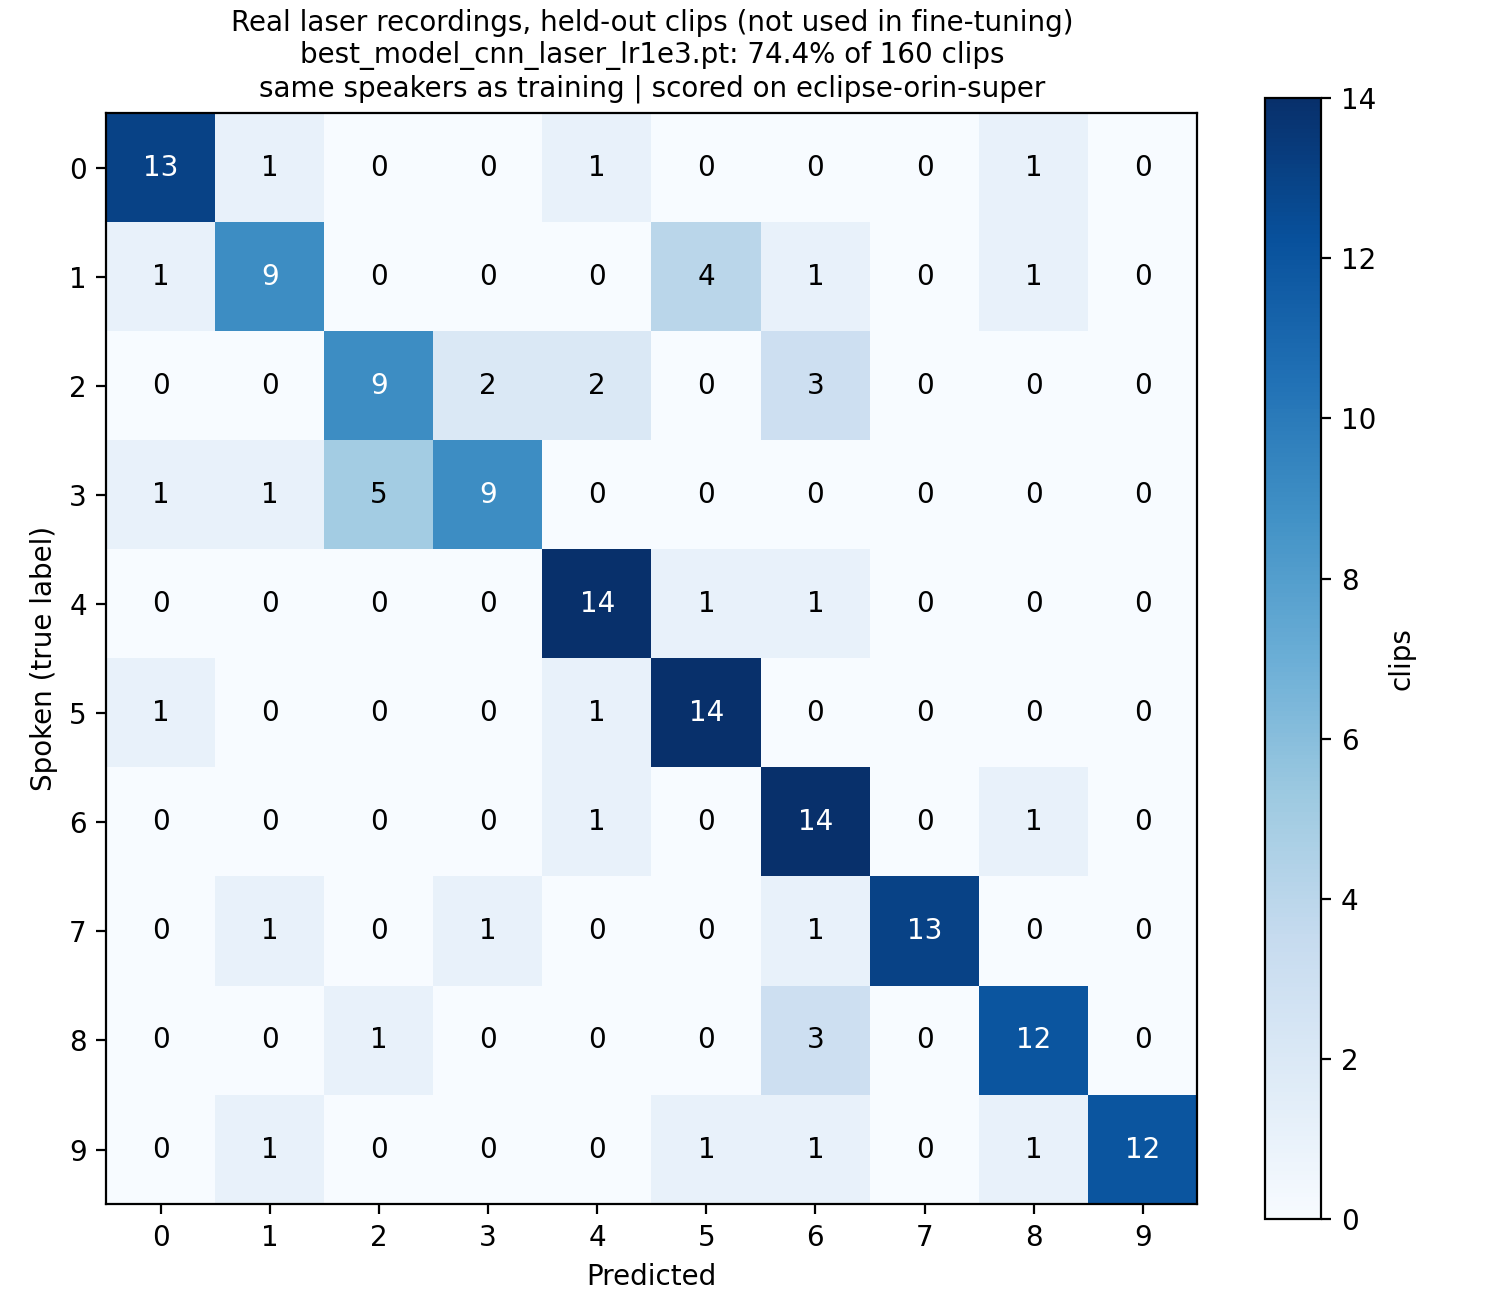 Real laser recordings, held-out clips (not used in fine-tuning)
best_model_cnn_laser_lr1e3.pt: 74.4% of 160 clips
same speakers as training | scored on eclipse-orin-super
0 13 1 0 0 1 0 0 0 1 0
1 1 9 0 0 0 4 1 0 1 0
2 0 0 9 2 2 0 3 0 0 0
3 1 1 5 9 0 0 0 0 0 0
4 0 0 0 0 14 1 1 0 0 0
5 1 0 0 0 1 14 0 0 0 0
6 0 0 0 0 1 0 14 0 1 0
7 0 1 0 1 0 0 1 13 0 0
8 0 0 1 0 0 0 3 0 12 0
9 0 1 0 0 0 1 1 0 1 12
0 1 2 3 4 5 6 7 8 9
Predicted
Spoken (true label)
14
12
10
8
6
4
2
0
clips